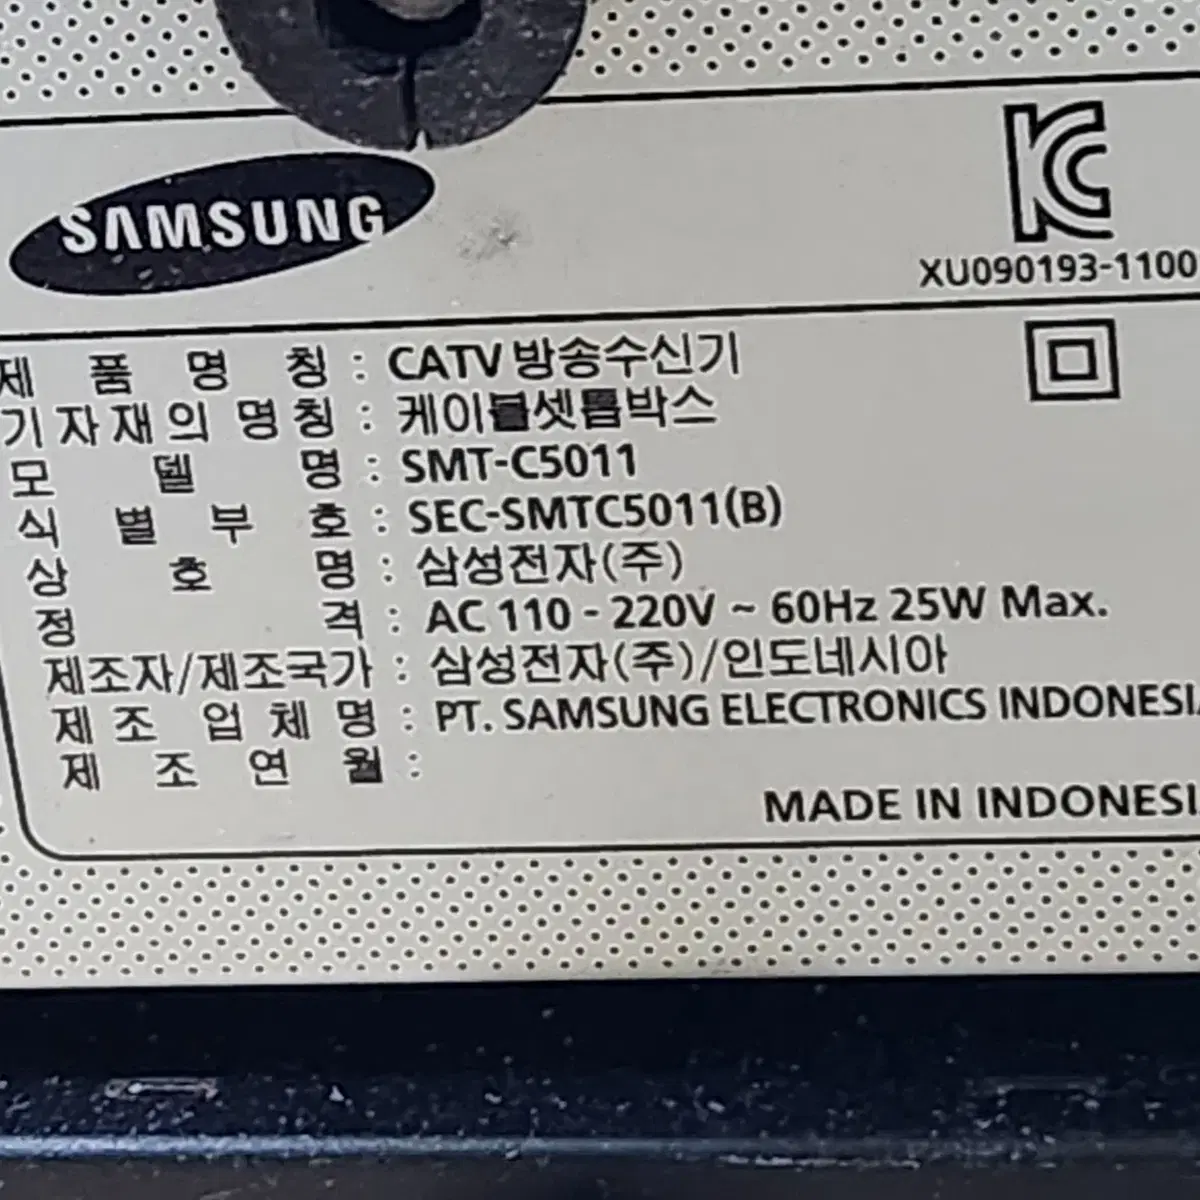 SAMSUNG
XU090193-1100
제 품 명 칭 : CATV 방송수신기
기자재의 명칭 : 케이블셋톱박스
모 델 명 : SMT-C5011
식 별 부 호 : SEC-SMTC5011(B)
상 호 명 : 삼성전자(주)
정 격 : AC 110 - 220V ~ 60Hz 25W Max.
제조자/제조국가 : 삼성전자(주)/인도네시아
제 조 업 체 명 : PT. SAMSUNG ELECTRONICS INDONESIA
제 조 연 월 :
MADE IN INDONESI